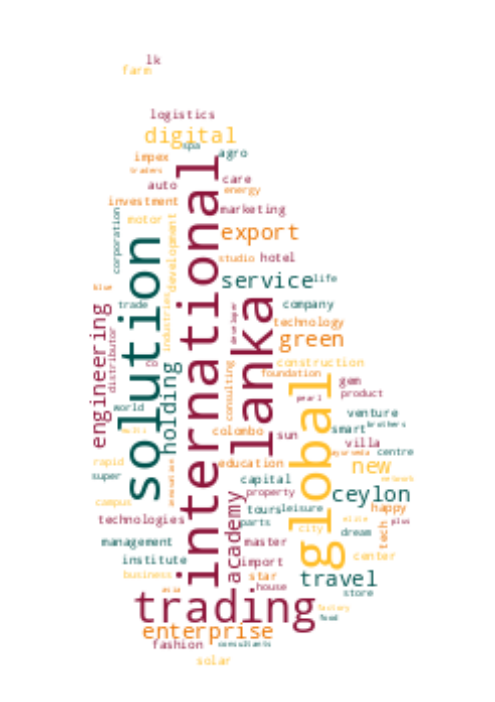 lk
farm
logistics
digital
spa
agro
impex
traders
care
auto
energy
investment
marketing
corporation
motor
development
international
export
solution
studio
hotel
service
life
blue
trade
industries
developer
company
engineering
distributor
lanka
technology
green
co
holding
consulting
construction
foundation
global
gem
product
pearl
world
venture
brothers
multi
colombo
sun
smart
villa
rapid
education
ayurveda
centre
new
super
innovative
capital
network
property
ceylon
campus
academy
tours
leisure
happy
technologies
parts
city
tech
plus
dream
management
master
institute
import
center
business
star
travel
asia
house
store
trading
factory
food
enterprise
fashion
consultants
solar